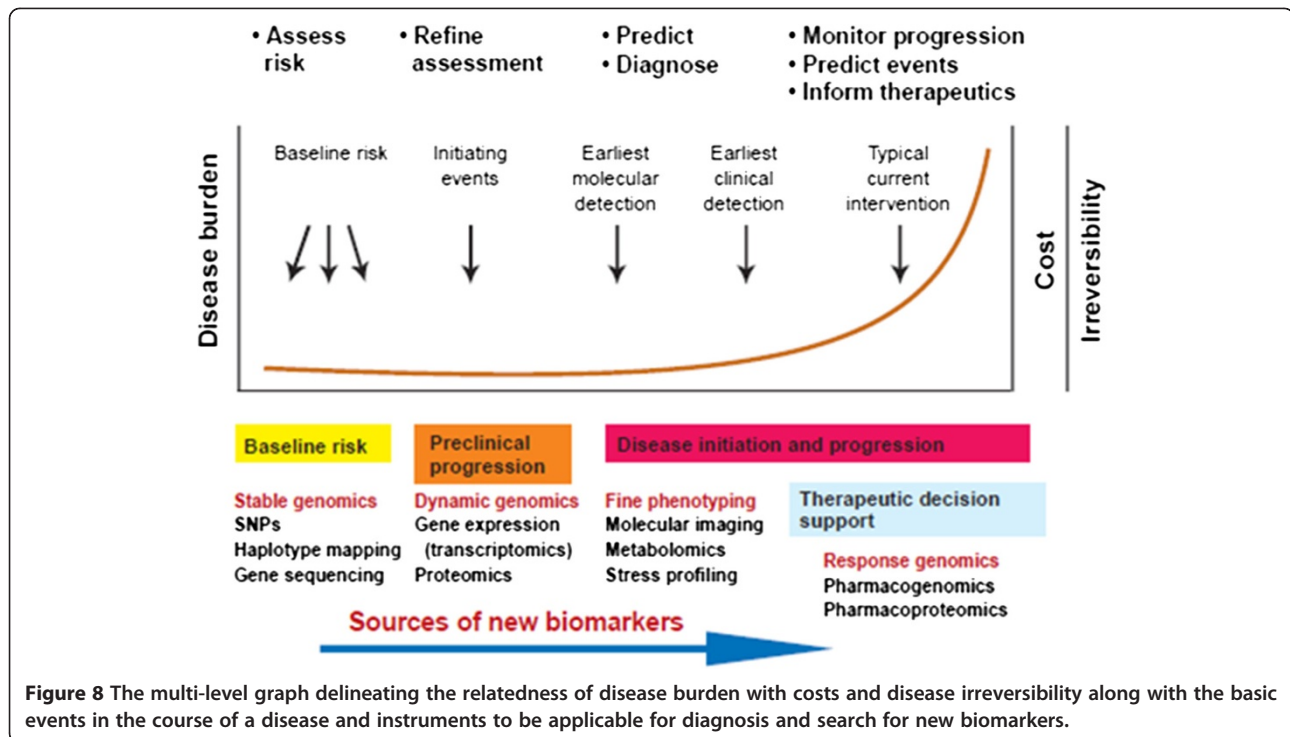 • Assess risk
• Refine assessment
• Predict
• Diagnose
• Monitor progression
• Predict events
• Inform therapeutics
Disease burden
Baseline risk
Initiating
events
Earliest
molecular
detection
Earliest
clinical
detection
Typical
current
intervention
Cost
Irreversibility
Baseline risk
Stable genomics
SNPs
Haplotype mapping
Gene sequencing
Preclinical
progression
Dynamic genomics
Gene expression
(transcriptomics)
Proteomics
Disease initiation and progression
Fine phenotyping
Molecular imaging
Metabolomics
Stress profiling
Therapeutic decision
support
Response genomics
Pharmacogenomics
Pharmacoproteomics
Sources of new biomarkers
Figure 8 The multi-level graph delineating the relatedness of disease burden with costs and disease irreversibility along with the basic
events in the course of a disease and instruments to be applicable for diagnosis and search for new biomarkers.